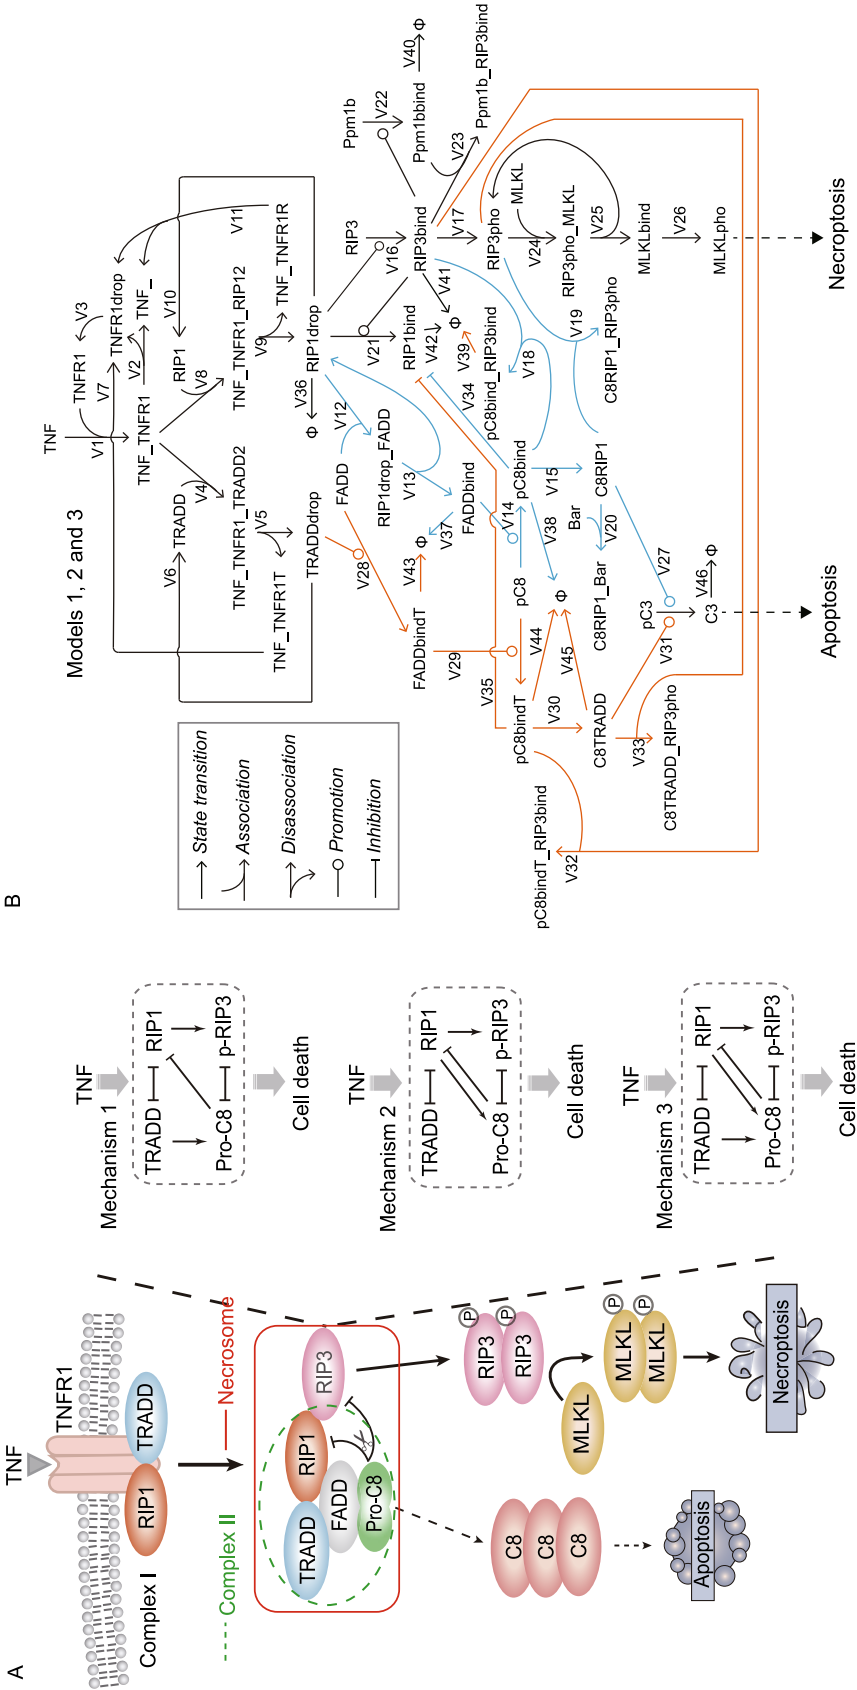 A
TNF
TNFR1
TRADD
RIP1
Complex I
Complex II
Necrosome
TRADD
RIP1
RIP3
FADD
Pro-C8
P
P
RIP3
RIP3
MLKL
P
P
MLKL
MLKL
C8
C8
C8
Apoptosis
Necroptosis
TNF
Mechanism 1
TRADD
RIP1
Pro-C8
p-RIP3
Cell death
TNF
Mechanism 2
TRADD
RIP1
Pro-C8
p-RIP3
Cell death
TNF
Mechanism 3
TRADD
RIP1
Pro-C8
p-RIP3
Cell death
B
Models 1, 2 and 3
State transition
Association
Disassociation
Promotion
Inhibition
TNF
TNFR1
V3
V1
V7
TNFR1drop
V2
TNF_TNFR1
TNF_
V6
TRADD
V4
V8
RIP1
V10
V11
TNF_TNFR1_TRADD2
TNF_TNFR1_RIP12
V5
V9
TNF_TNFR1T
TNF_TNFR1R
TRADDdrop
RIP1drop
V36
Φ
FADD
V12
V28
RIP1drop_FADD
V13
V21
RIP3
V16
Ppm1b
V22
V40
Φ
RIP1bind
RIP3bind
Ppm1bbind
V23
Ppm1b_RIP3bind
FADDbindT
V43
Φ
V37
FADDbind
V42
V41
Φ
V39
V17
V29
V35
V34
pC8bind_RIP3bind
RIP3pho
MLKL
V14
V18
V24
pC8bindT
pC8
pC8bind
V44
V38
V15
V19
RIP3pho_MLKL
V25
pC8bindT_RIP3bind
V32
V30
V45
Φ
Bar
C8RIP1
V20
C8RIP1_RIP3pho
MLKLbind
V26
C8TRADD
C8RIP1_Bar
V33
V31
V27
pC3
V46
Φ
C3
C8TRADD_RIP3pho
MLKLpho
Apoptosis
Necroptosis